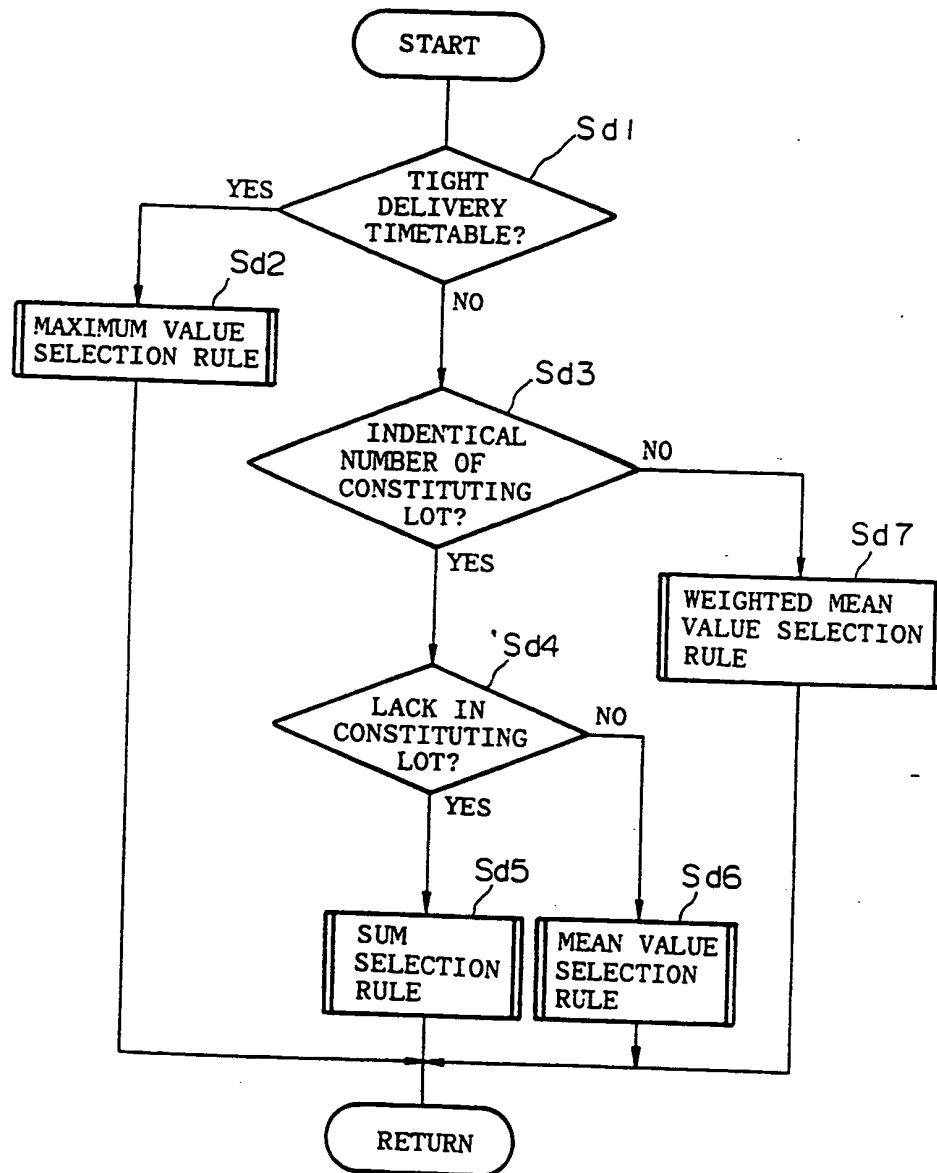 START
Sd1
TIGHT
DELIVERY
TIMETABLE?
YES
NO
Sd2
MAXIMUM VALUE
SELECTION RULE
Sd3
INDENTICAL
NUMBER OF
CONSTITUTING
LOT?
NO
YES
Sd7
WEIGHTED MEAN
VALUE SELECTION
RULE
Sd4
LACK IN
CONSTITUTING
LOT?
NO
YES
Sd5
SUM
SELECTION
RULE
Sd6
MEAN VALUE
SELECTION
RULE
RETURN